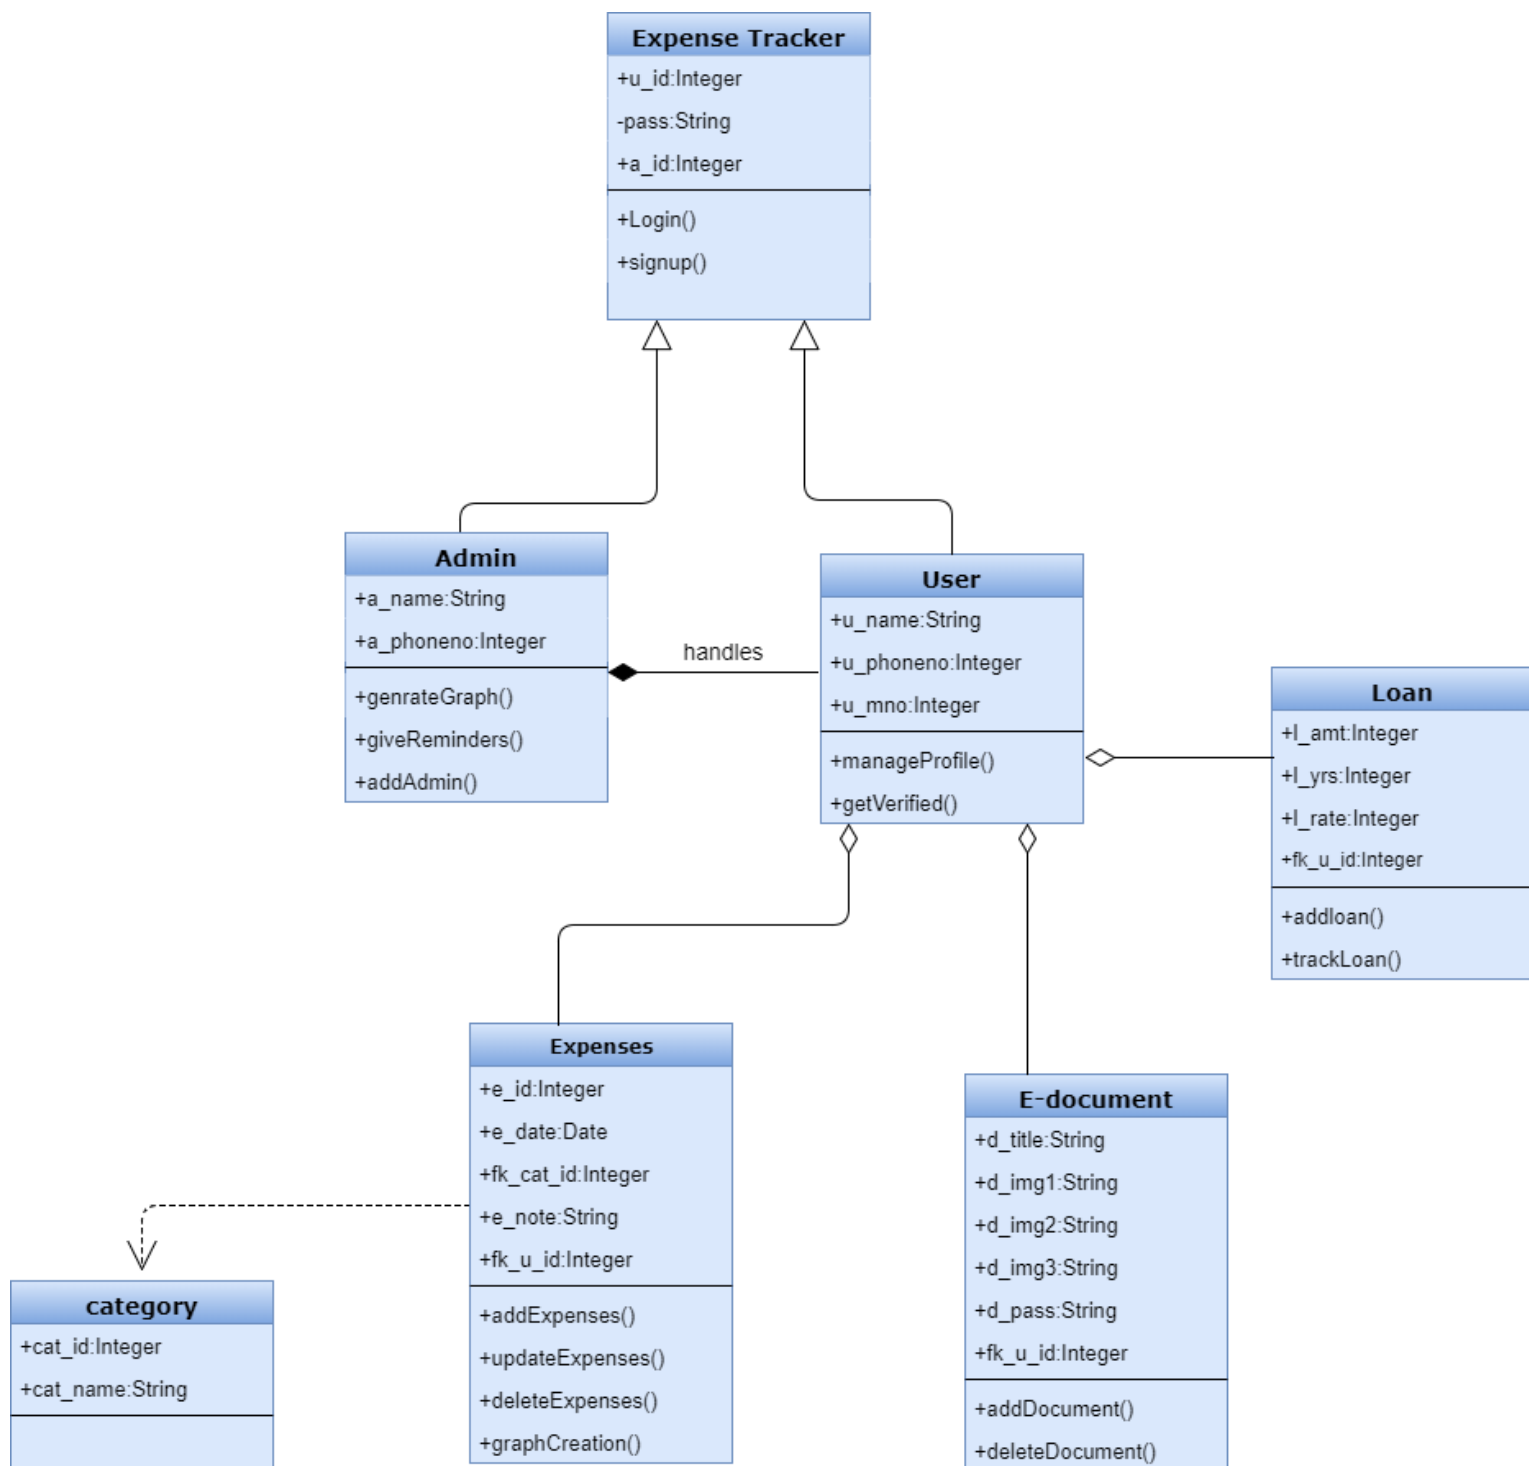 Expense Tracker
+u_id:Integer
-pass:String
+a_id:Integer
+Login()
+signup()
Admin
+a_name:String
+a_phoneno:Integer
+genrateGraph()
+giveReminders()
+addAdmin()
handles
User
+u_name:String
+u_phoneno:Integer
+u_mno:Integer
+manageProfile()
+getVerified()
Loan
+l_amt:Integer
+l_yrs:Integer
+l_rate:Integer
+fk_u_id:Integer
+addloan()
+trackLoan()
Expenses
+e_id:Integer
+e_date:Date
+fk_cat_id:Integer
+e_note:String
+fk_u_id:Integer
+addExpenses()
+updateExpenses()
+deleteExpenses()
+graphCreation()
E-document
+d_title:String
+d_img1:String
+d_img2:String
+d_img3:String
+d_pass:String
+fk_u_id:Integer
+addDocument()
+deleteDocument()
category
+cat_id:Integer
+cat_name:String